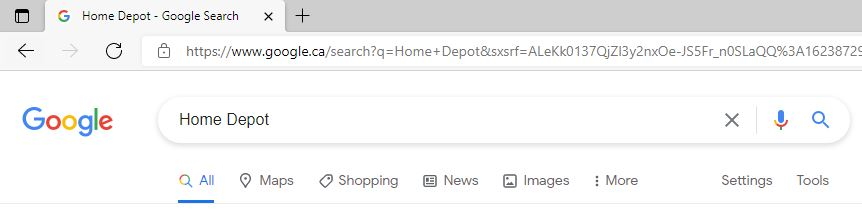 Home Depot - Google Search
https://www.google.ca/search?q=Home+Depot&sxsrf=ALeKk0137QjZl3y2nxOe-JS5Fr_n0SLaQQ%3A16238729
Google
Home Depot
All Maps Shopping News Images More Settings Tools